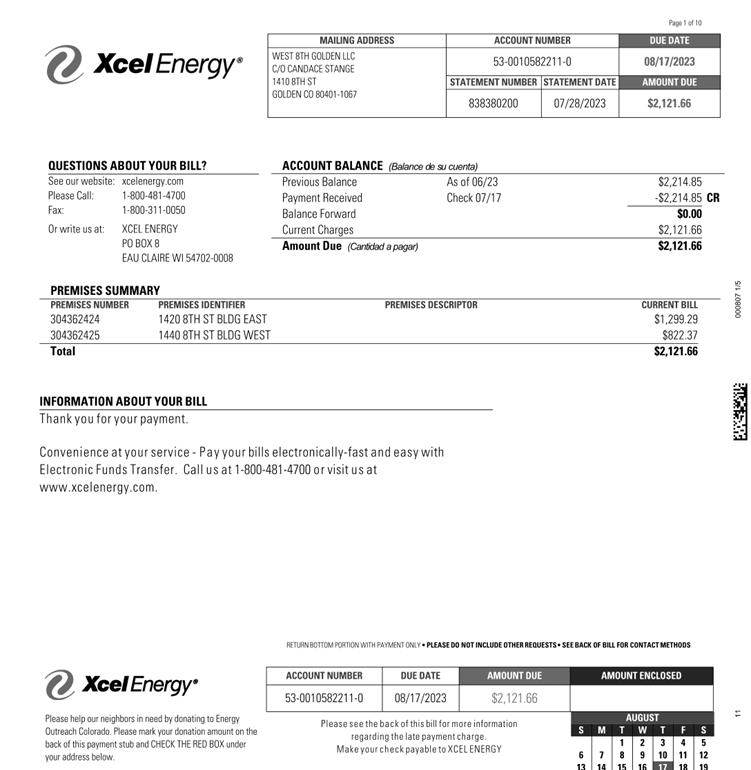 Page 1 of 10
Xcel Energy®
MAILING ADDRESS
WEST 8TH GOLDEN LLC
C/O CANDACE STANGE
1410 8TH ST
GOLDEN CO 80401-1067
ACCOUNT NUMBER
53-0010582211-0
DUE DATE
08/17/2023
STATEMENT NUMBER STATEMENT DATE AMOUNT DUE
838380200 07/28/2023 $2,121.66
QUESTIONS ABOUT YOUR BILL?
See our website: xcelenergy.com
Please Call: 1-800-481-4700
Fax: 1-800-311-0050
Or write us at: XCEL ENERGY
PO BOX 8
EAU CLAIRE WI 54702-0008
ACCOUNT BALANCE (Balance de su cuenta)
Previous Balance As of 06/23 $2,214.85
Payment Received Check 07/17 -$2,214.85 CR
Balance Forward $0.00
Current Charges $2,121.66
Amount Due (Cantidad a pagar) $2,121.66
PREMISES SUMMARY
PREMISES NUMBER PREMISES IDENTIFIER PREMISES DESCRIPTOR CURRENT BILL
304362424 1420 8TH ST BLDG EAST $1,299.29
304362425 1440 8TH ST BLDG WEST $822.37
Total $2,121.66
000807 1/5
INFORMATION ABOUT YOUR BILL
Thank you for your payment.
Convenience at your service - Pay your bills electronically-fast and easy with
Electronic Funds Transfer. Call us at 1-800-481-4700 or visit us at
www.xcelenergy.com.
RETURN BOTTOM PORTION WITH PAYMENT ONLY • PLEASE DO NOT INCLUDE OTHER REQUESTS • SEE BACK OF BILL FOR CONTACT METHODS
Xcel Energy®
ACCOUNT NUMBER DUE DATE AMOUNT DUE AMOUNT ENCLOSED
53-0010582211-0 08/17/2023 $2,121.66
Please help our neighbors in need by donating to Energy
Outreach Colorado. Please mark your donation amount on the
back of this payment stub and CHECK THE RED BOX under
your address below.
Please see the back of this bill for more information
regarding the late payment charge.
Make your check payable to XCEL ENERGY
AUGUST
S M T W T F S
1 2 3 4 5
6 7 8 9 10 11 12
13 14 15 16 17 18 19
11